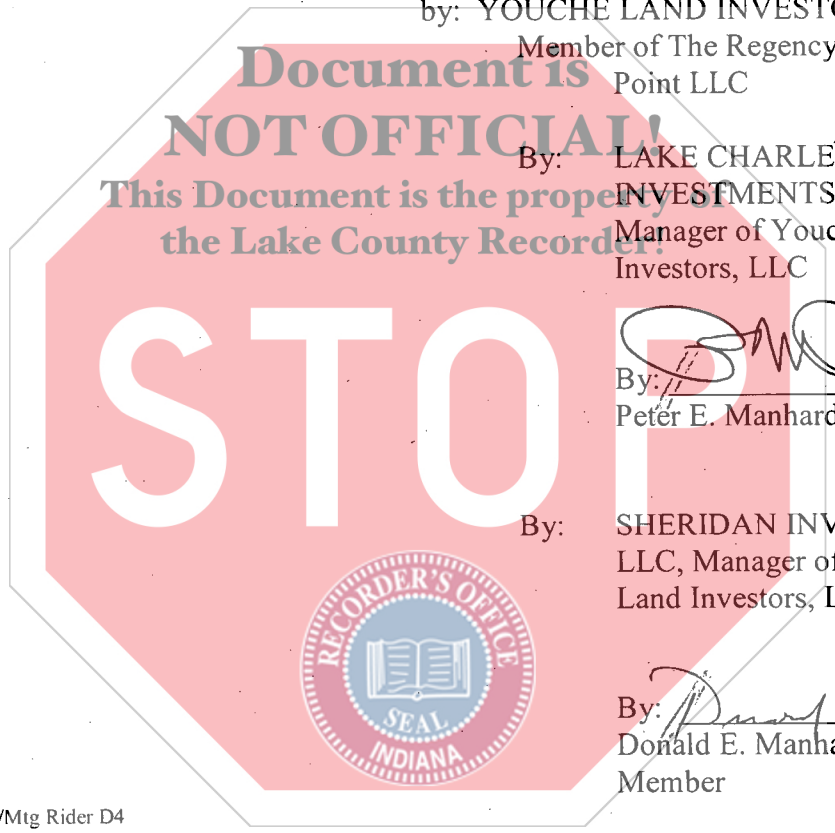 by: YOUCHE LAND INVESTO
Member of The Regency
Point LLC
Document is
NOT OFFICIAL!
This Document is the property of
the Lake County Recorder!
By: LAKE CHARLE
INVESTMENTS
Manager of Youc
Investors, LLC
STOP
By:
Peter E. Manhard
By: SHERIDAN INV
LLC, Manager of
Land Investors, L
RECORDER'S OFFICE
SEAL
INDIANA
By:
Donald E. Manha
Member
/Mtg Rider D4